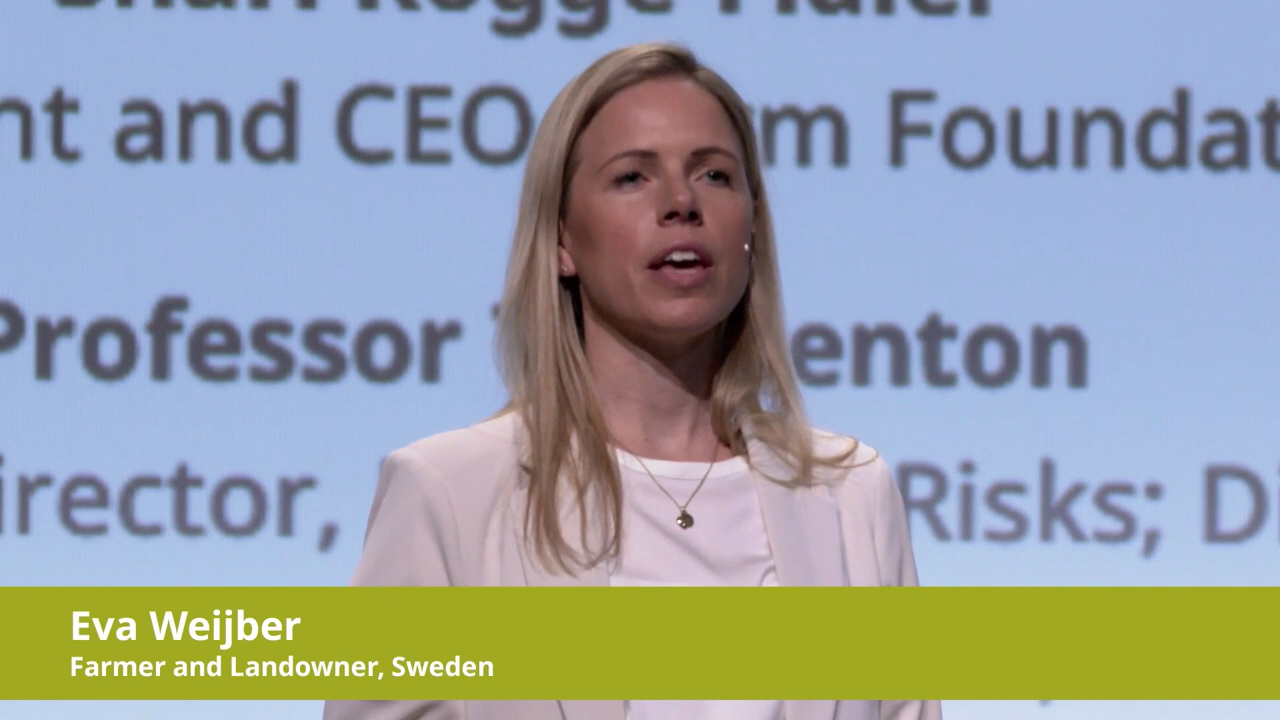 nt and CEO
Foundat
Professor
enton
irector,
Risks; Di
Eva Weijber
Farmer and Landowner, Sweden